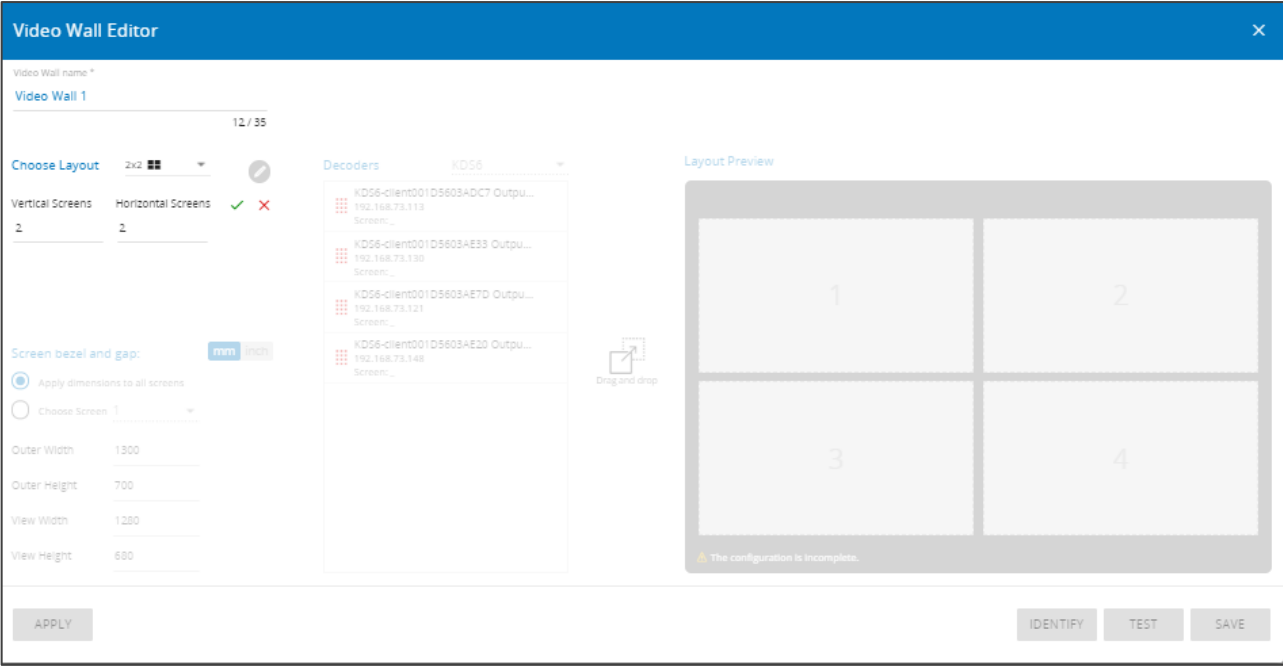 Video Wall Editor
Video Wall name *
Video Wall 1
12 / 35
Choose Layout 2x2
Vertical Screens Horizontal Screens
2 2
Screen bezel and gap: mm inch
Apply dimensions to all screens
Choose Screen 1
Outer Width 1300
Outer Height 700
View Width 1280
View Height 680
Decoders KDS6
KDS6-client001D5603ADC7 Outpu...
192.168.73.113
Screen: _
KDS6-client001D5603AE33 Outpu...
192.168.73.130
Screen: _
KDS6-client001D5603AE7D Outpu...
192.168.73.121
Screen: _
KDS6-client001D5603AE20 Outpu...
192.168.73.148
Screen: _
Drag and drop
Layout Preview
1 2
3 4
The configuration is incomplete.
APPLY IDENTIFY TEST SAVE